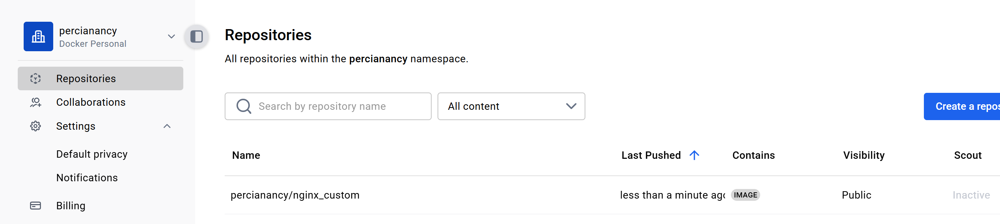 percianancy
Docker Personal
Repositories
Collaborations
Settings
Default privacy
Notifications
Billing
Repositories
All repositories within the percianancy namespace.
Search by repository name
All content
Create a repos
Name Last Pushed Contains Visibility Scout
percianancy/nginx_custom less than a minute ago IMAGE Public Inactive